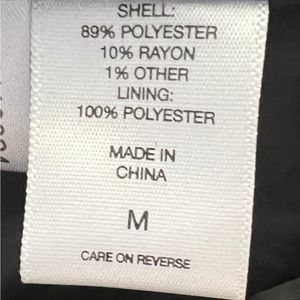 SHELL:
89% POLYESTER
10% RAYON
1% OTHER
LINING:
100% POLYESTER
MADE IN
CHINA
M
CARE ON REVERSE